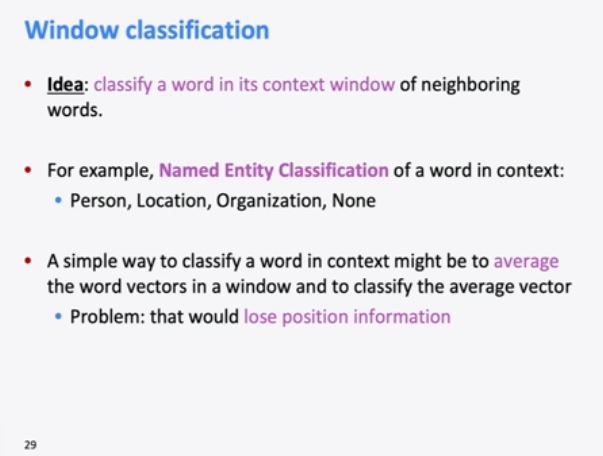 Window classification
• Idea: classify a word in its context window of neighboring
words.
• For example, Named Entity Classification of a word in context:
• Person, Location, Organization, None
• A simple way to classify a word in context might be to average
the word vectors in a window and to classify the average vector
• Problem: that would lose position information
29